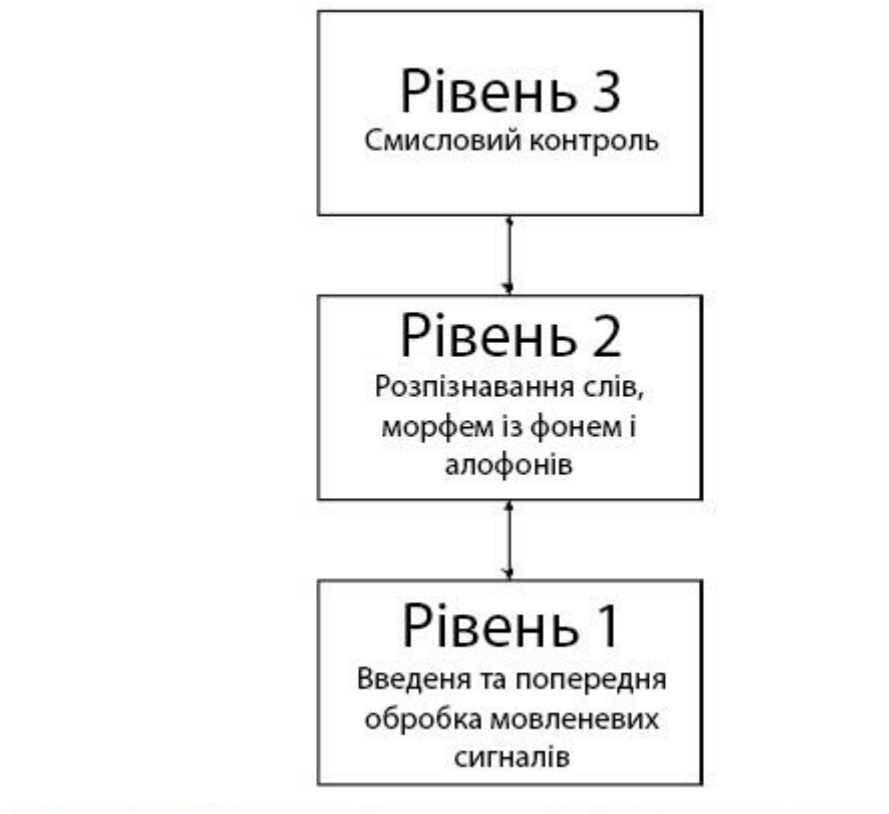 Рівень 3
Смисловий контроль
Рівень 2
Розпізнавання слів,
морфем із фонем і
алофонів
Рівень 1
Введеня та попередня
обробка мовленевих
сигналів